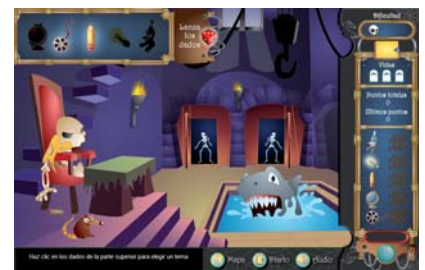 Lanza
los
dados
Dificultad
Vidas
Puntos totales
0
Últimos puntos
0
Haz clic en los dados de la parte superior para elegir un tema
Mapa
Diario
Audio